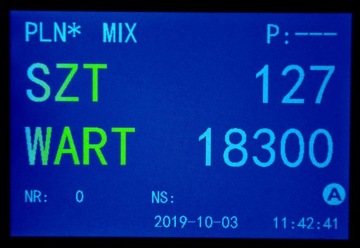 PLN* MIX P:---
SZT 127
WART 18300
NR: 0 NS: A
2019-10-03 11:42:41